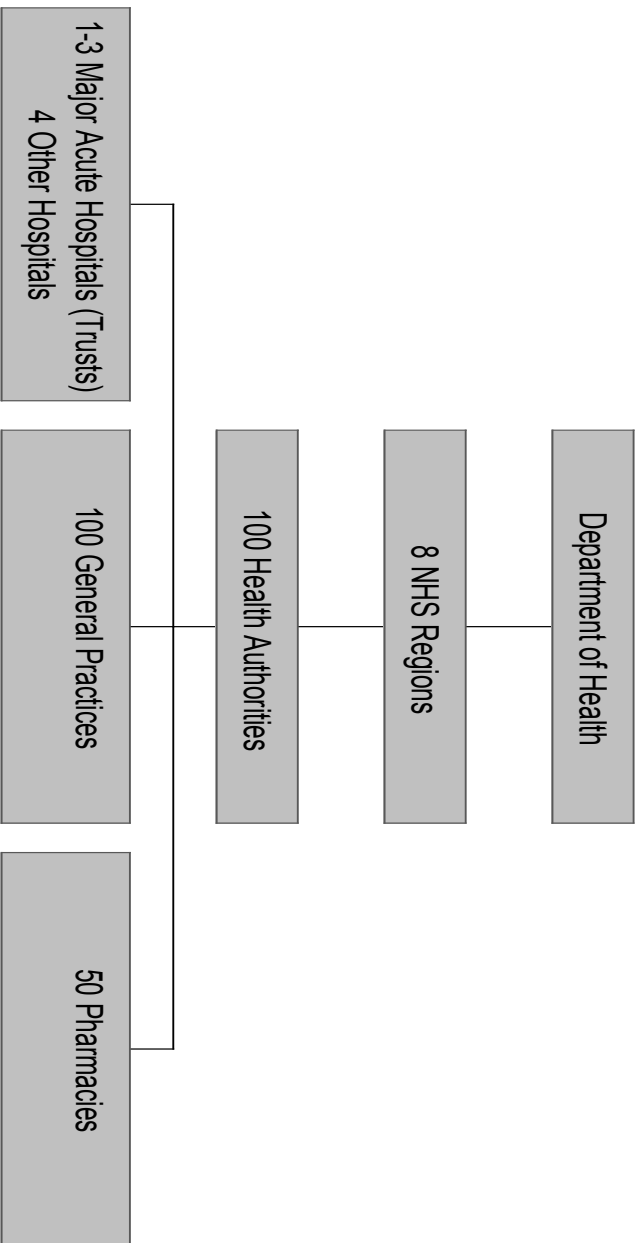 Department of Health
8 NHS Regions
100 Health Authorities
1-3 Major Acute Hospitals (Trusts)
4 Other Hospitals
100 General Practices
50 Pharmacies